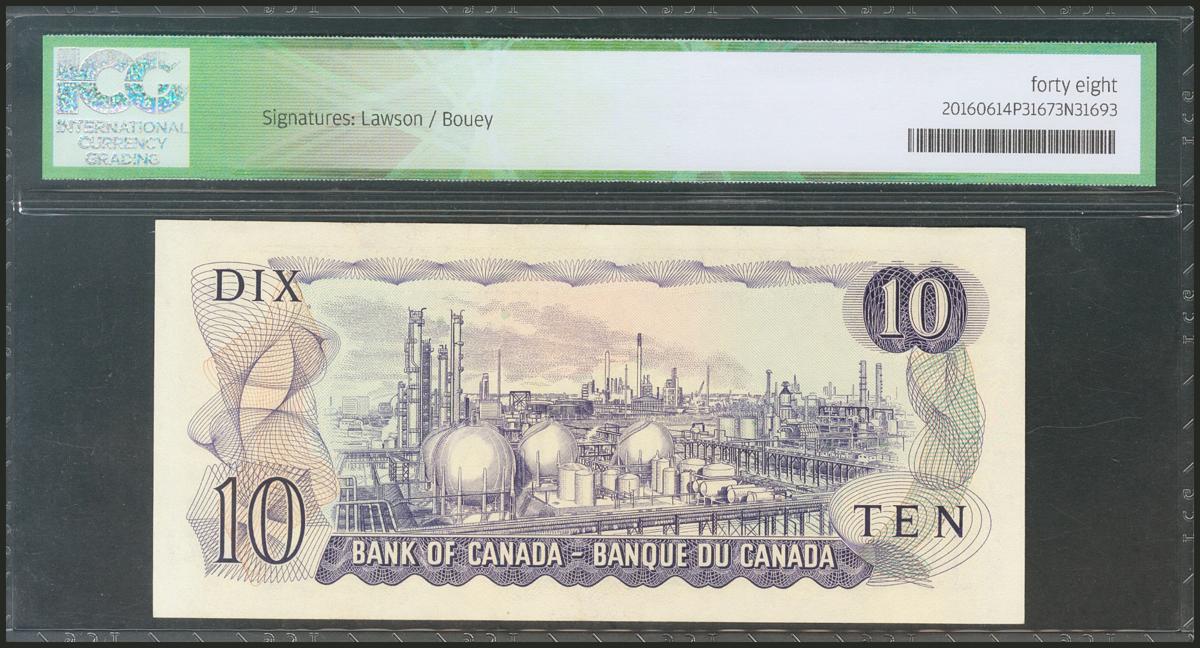 ICG
INTERNATIONAL
CURRENCY
GRADING
Signatures: Lawson / Bouey
forty eight
20160614P31673N31693
DIX
10
10
TEN
BANK OF CANADA – BANQUE DU CANADA